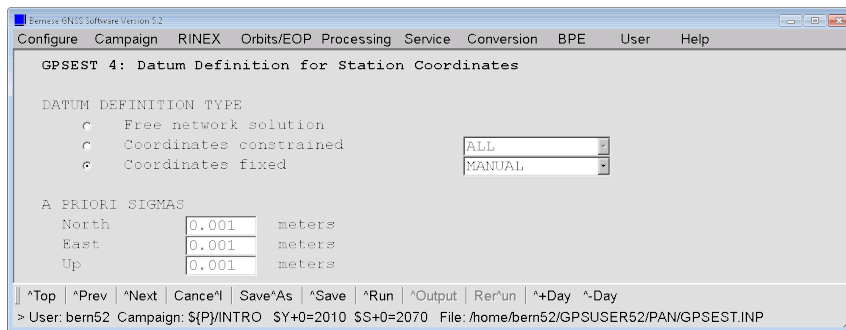 Bernese GNSS Software Version 5.2
Configure Campaign RINEX Orbits/EOP Processing Service Conversion BPE User Help
GPSEST 4: Datum Definition for Station Coordinates
DATUM DEFINITION TYPE
Free network solution
Coordinates constrained ALL
Coordinates fixed MANUAL
A PRIORI SIGMAS
North 0.001 meters
East 0.001 meters
Up 0.001 meters
^Top | ^Prev | ^Next | Cance^l | Save^As | ^Save | ^Run | ^Output | Rer^un | ^+Day ^-Day
> User: bern52 Campaign: ${P}/INTRO $Y+0=2010 $S+0=2070 File: /home/bern52/GPSUSER52/PAN/GPSEST.INP